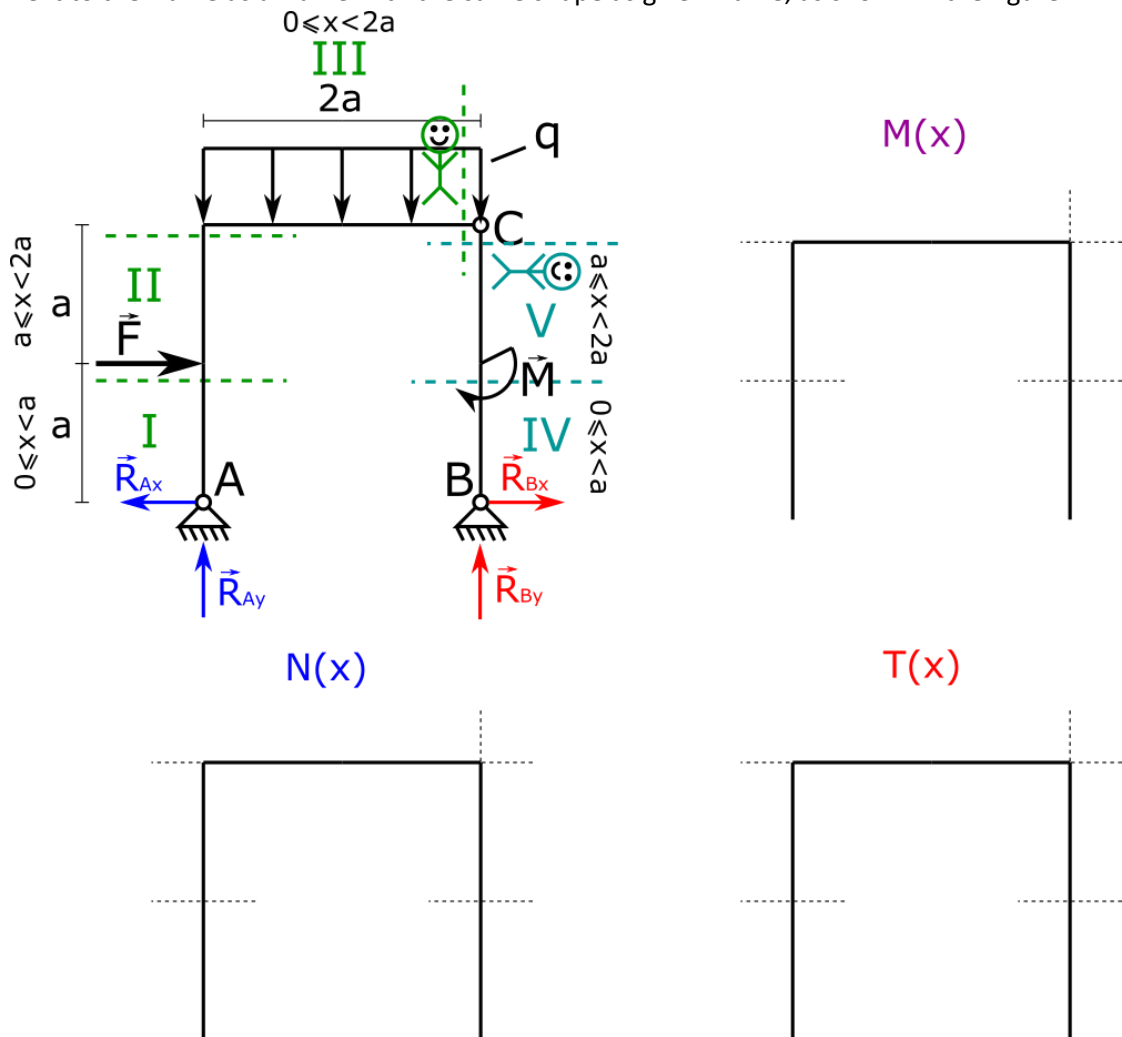 0⩽x<2a
III
2a
q
M(x)
C
a⩽x<2a
II
a
F
V
a⩽x<2a
M
0⩽x<a
a
I
IV
0⩽x<a
RAx
A
B
RBx
RAy
RBy
N(x)
T(x)